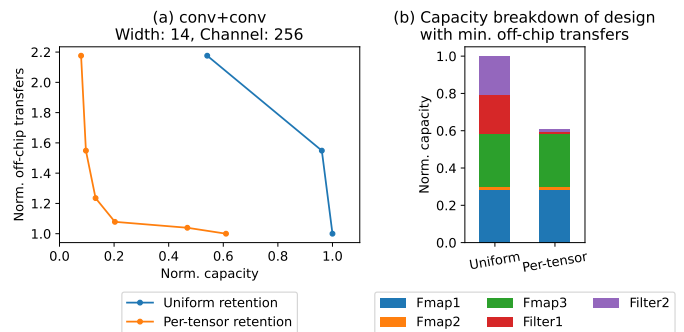 (a) conv+conv
Width: 14, Channel: 256
Norm. off-chip transfers
2.2
2.0
1.8
1.6
1.4
1.2
1.0
0.0
0.2
0.4
0.6
0.8
1.0
Norm. capacity
Uniform retention
Per-tensor retention
(b) Capacity breakdown of design
with min. off-chip transfers
Norm. capacity
1.0
0.8
0.6
0.4
0.2
0.0
Uniform
Per-tensor
Fmap1
Fmap2
Fmap3
Filter1
Filter2